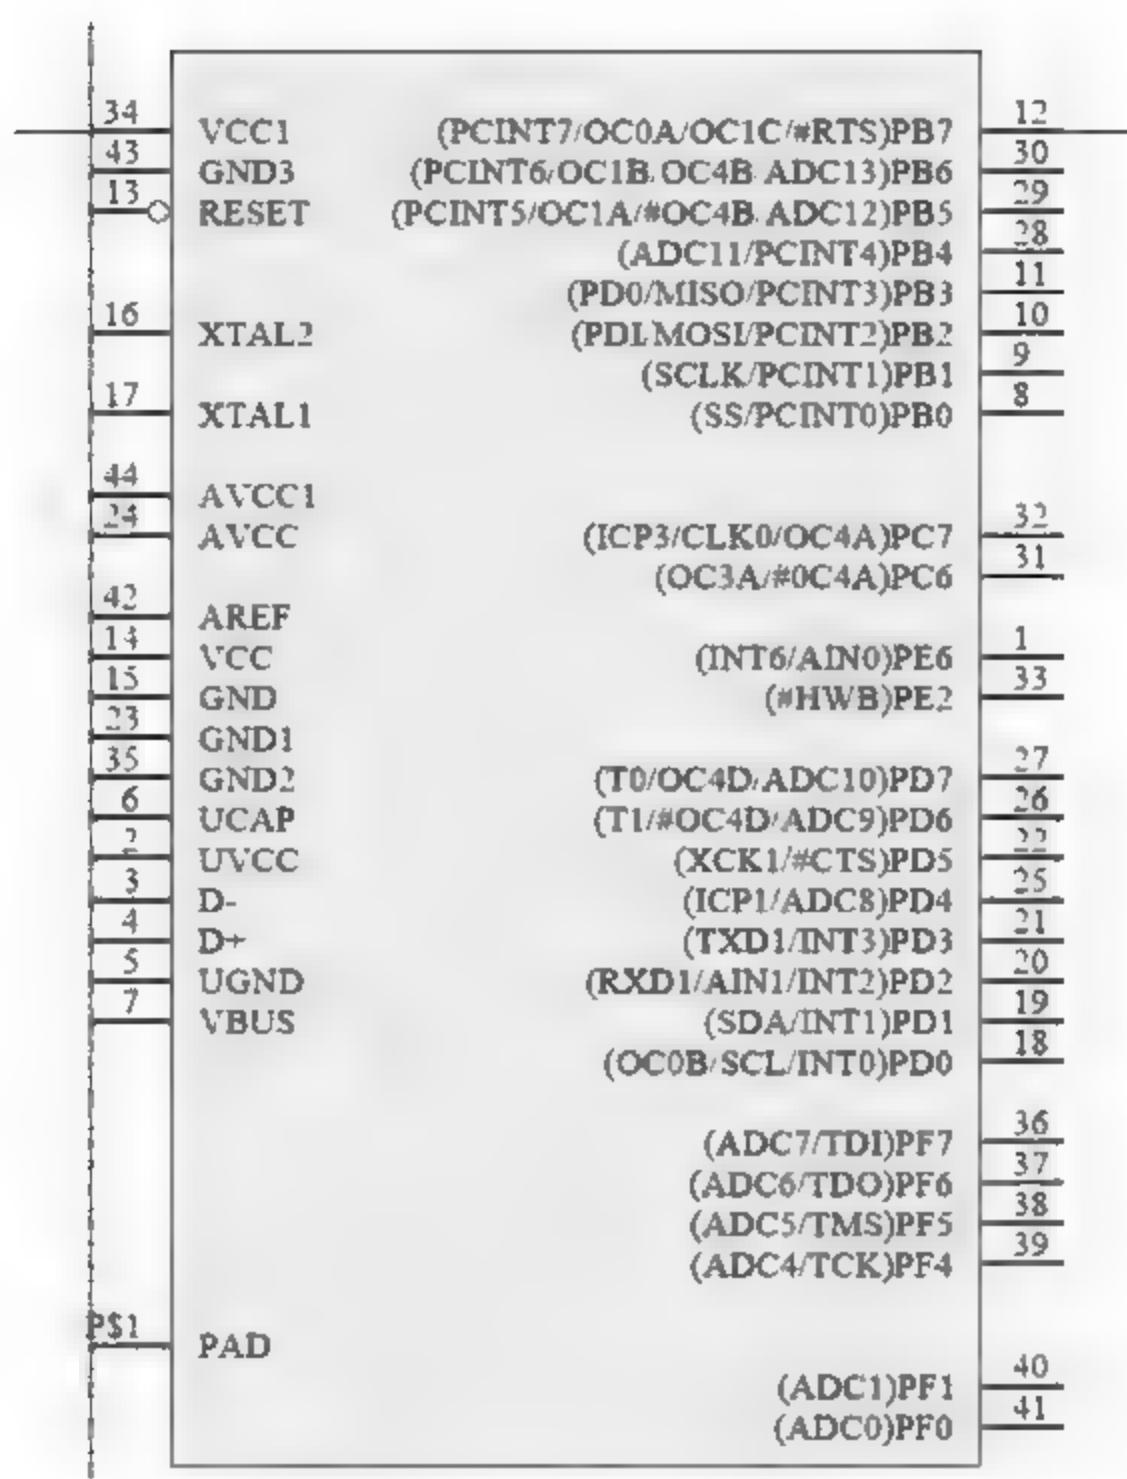 34 VCC1 (PCINT7/OC0A/OC1C/#RTS)PB7 12
43 GND3 (PCINT6/OC1B/OC4B/ADC13)PB6 30
13 RESET (PCINT5/OC1A/#OC4B/ADC12)PB5 29
(ADC11/PCINT4)PB4 28
(PD0/MISO/PCINT3)PB3 11
16 XTAL2 (PDI/MOSI/PCINT2)PB2 10
(SCLK/PCINT1)PB1 9
17 XTAL1 (SS/PCINT0)PB0 8
44 AVCC1
24 AVCC (ICP3/CLK0/OC4A)PC7 32
(OC3A/#0C4A)PC6 31
42 AREF
14 VCC (INT6/AIN0)PE6 1
15 GND (#HWB)PE2 33
23 GND1
35 GND2 (T0/OC4D/ADC10)PD7 27
6 UCAP (T1/#OC4D/ADC9)PD6 26
2 UVCC (XCK1/#CTS)PD5 22
3 D- (ICP1/ADC8)PD4 25
4 D+ (TXD1/INT3)PD3 21
5 UGND (RXD1/AIN1/INT2)PD2 20
7 VBUS (SDA/INT1)PD1 19
(OC0B/SCL/INT0)PD0 18
(ADC7/TDI)PF7 36
(ADC6/TDO)PF6 37
(ADC5/TMS)PF5 38
(ADC4/TCK)PF4 39
P$1 PAD
(ADC1)PF1 40
(ADC0)PF0 41